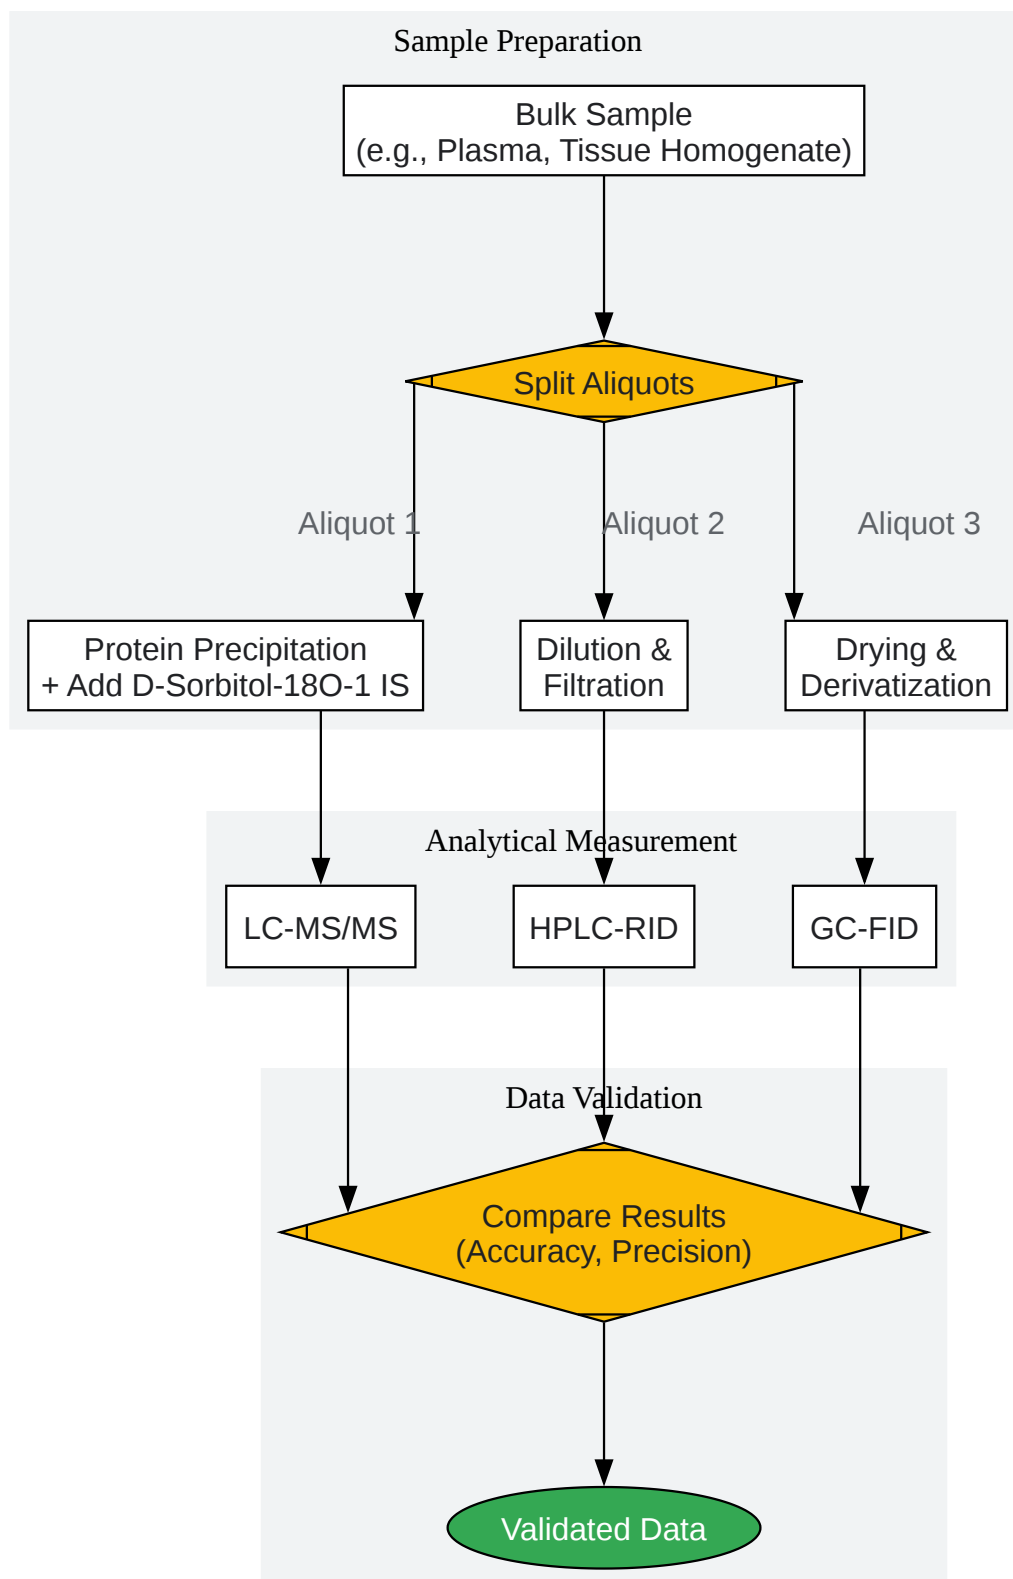 Sample Preparation
Bulk Sample
(e.g., Plasma, Tissue Homogenate)
Split Aliquots
Aliquot 1
Aliquot 2
Aliquot 3
Protein Precipitation
+ Add D-Sorbitol-18O-1 IS
Dilution &
Filtration
Drying &
Derivatization
Analytical Measurement
LC-MS/MS
HPLC-RID
GC-FID
Data Validation
Compare Results
(Accuracy, Precision)
Validated Data